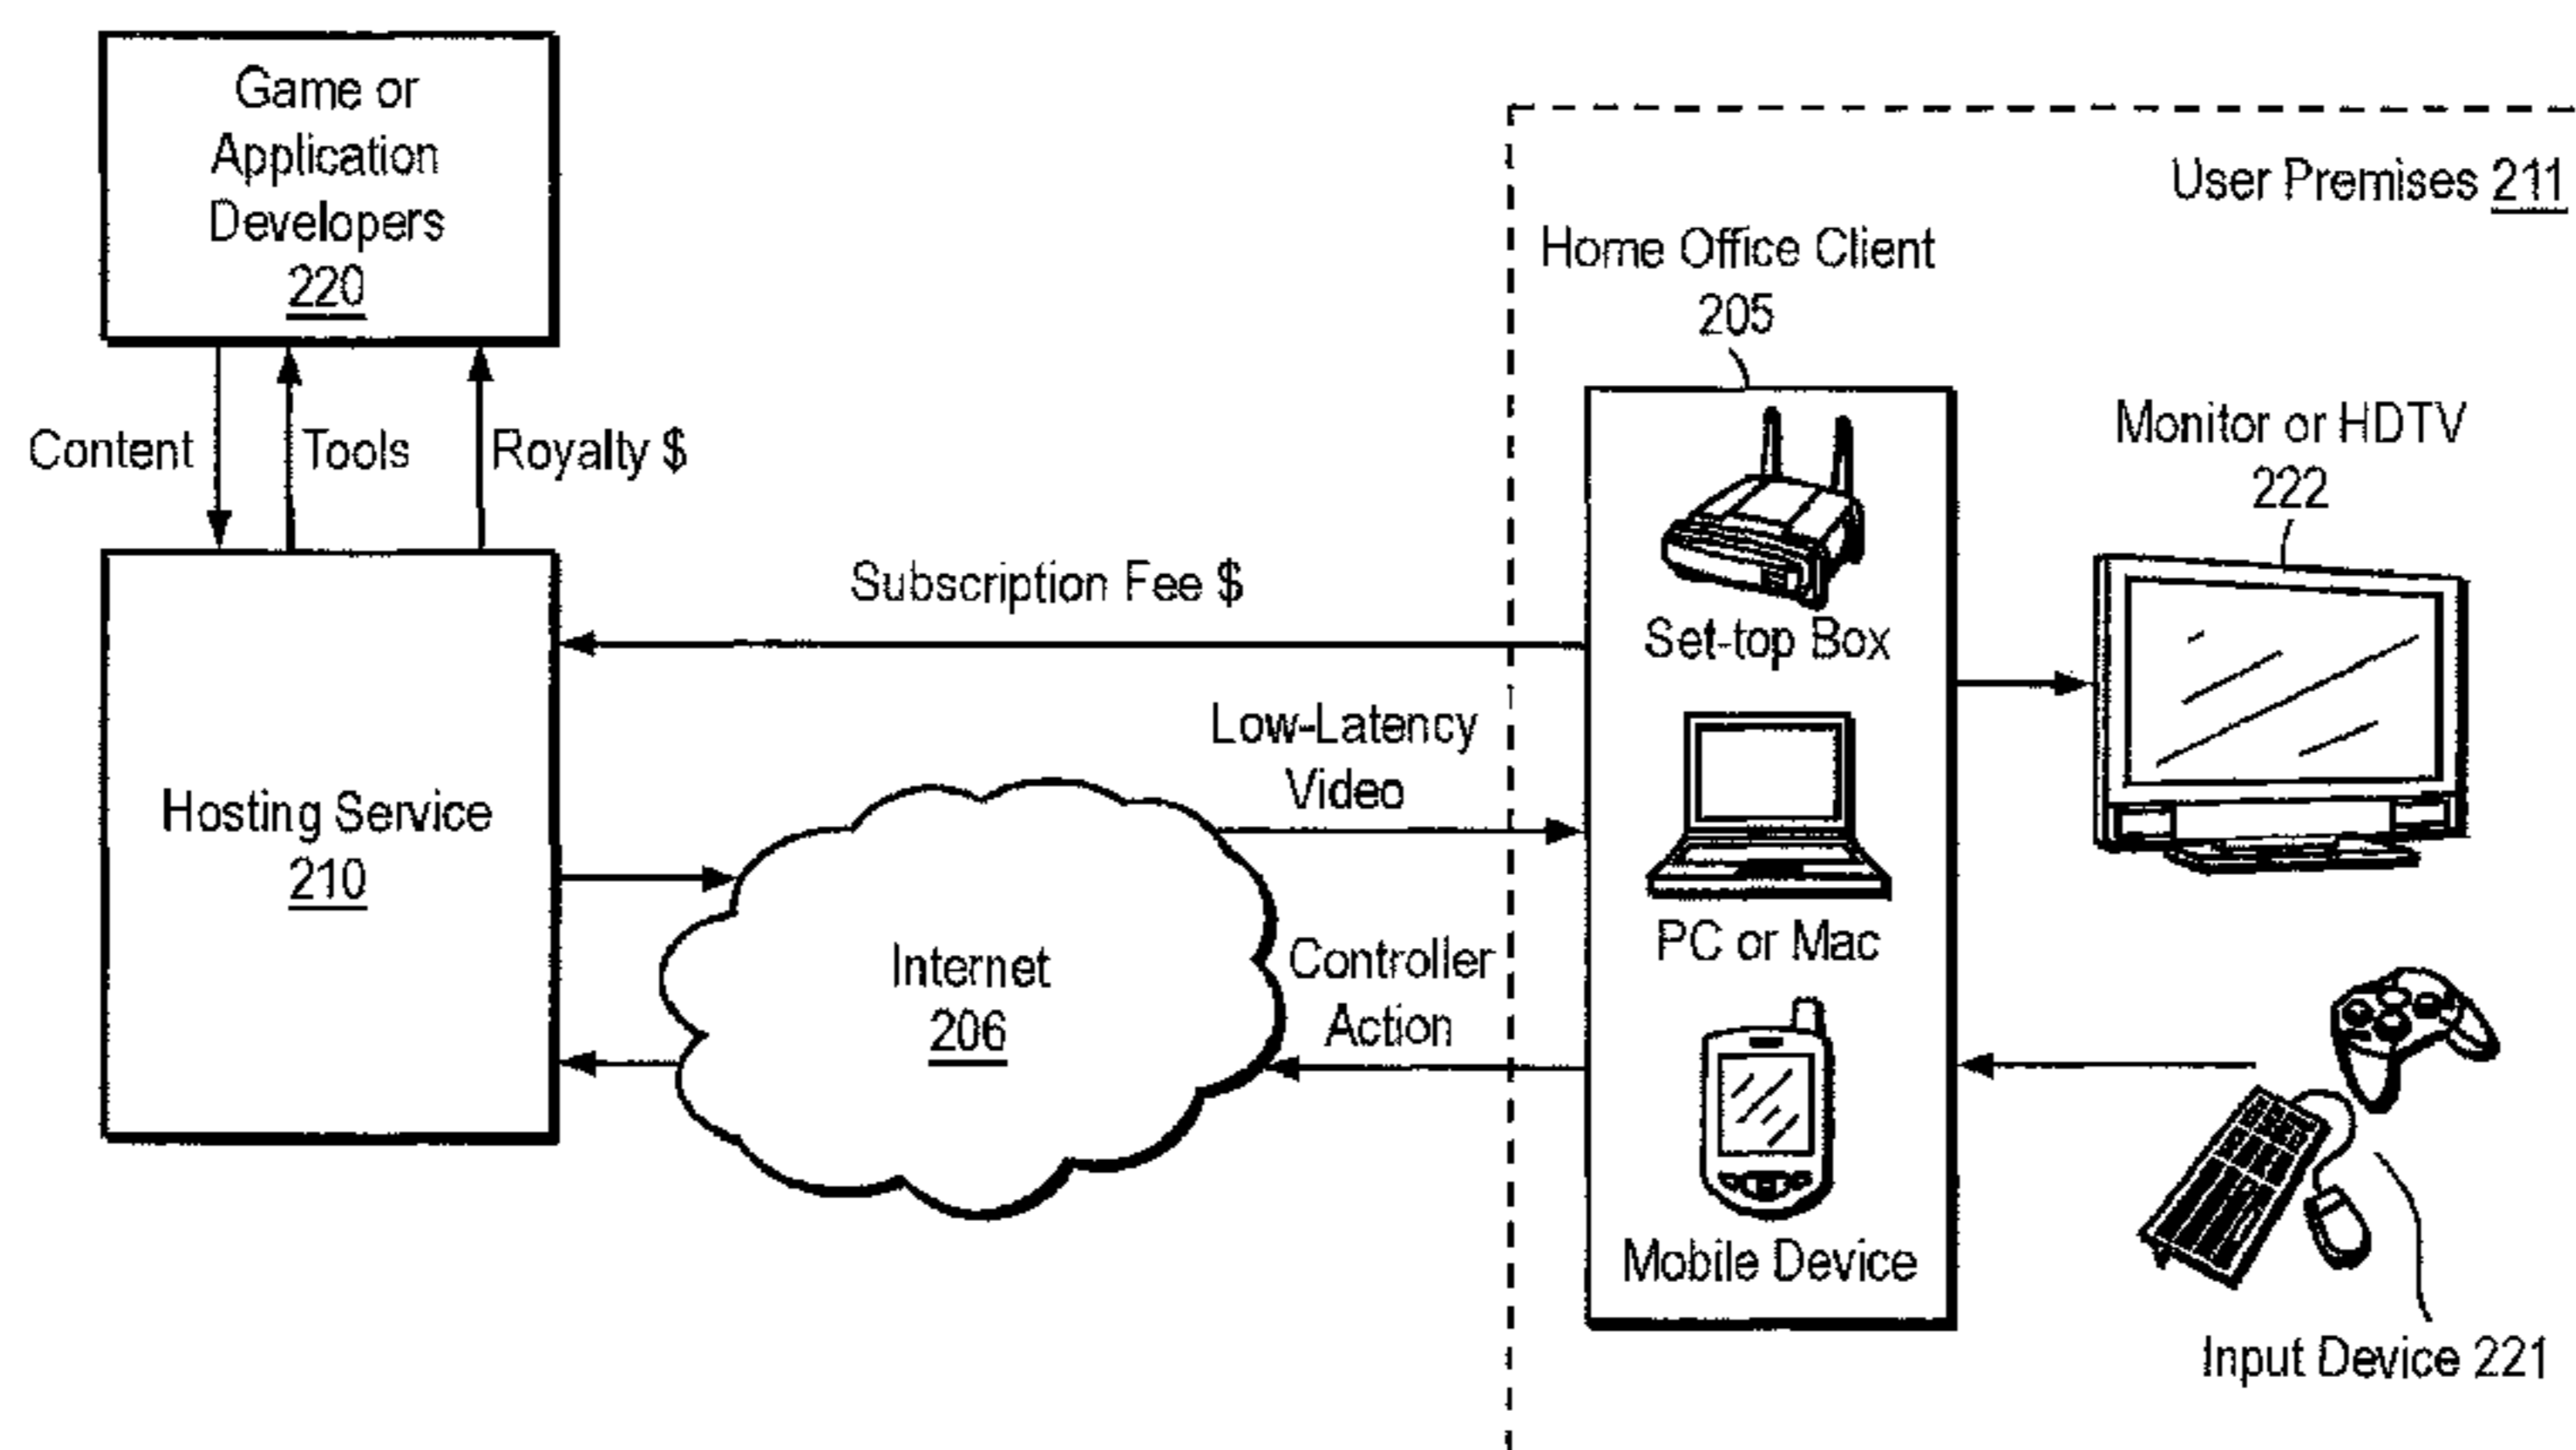 Game or
Application
Developers
220
User Premises 211
Home Office Client
205
Content
Tools
Royalty $
Monitor or HDTV
222
Subscription Fee $
Set-top Box
Low-Latency
Video
Hosting Service
210
PC or Mac
Internet
206
Controller
Action
Mobile Device
Input Device 221